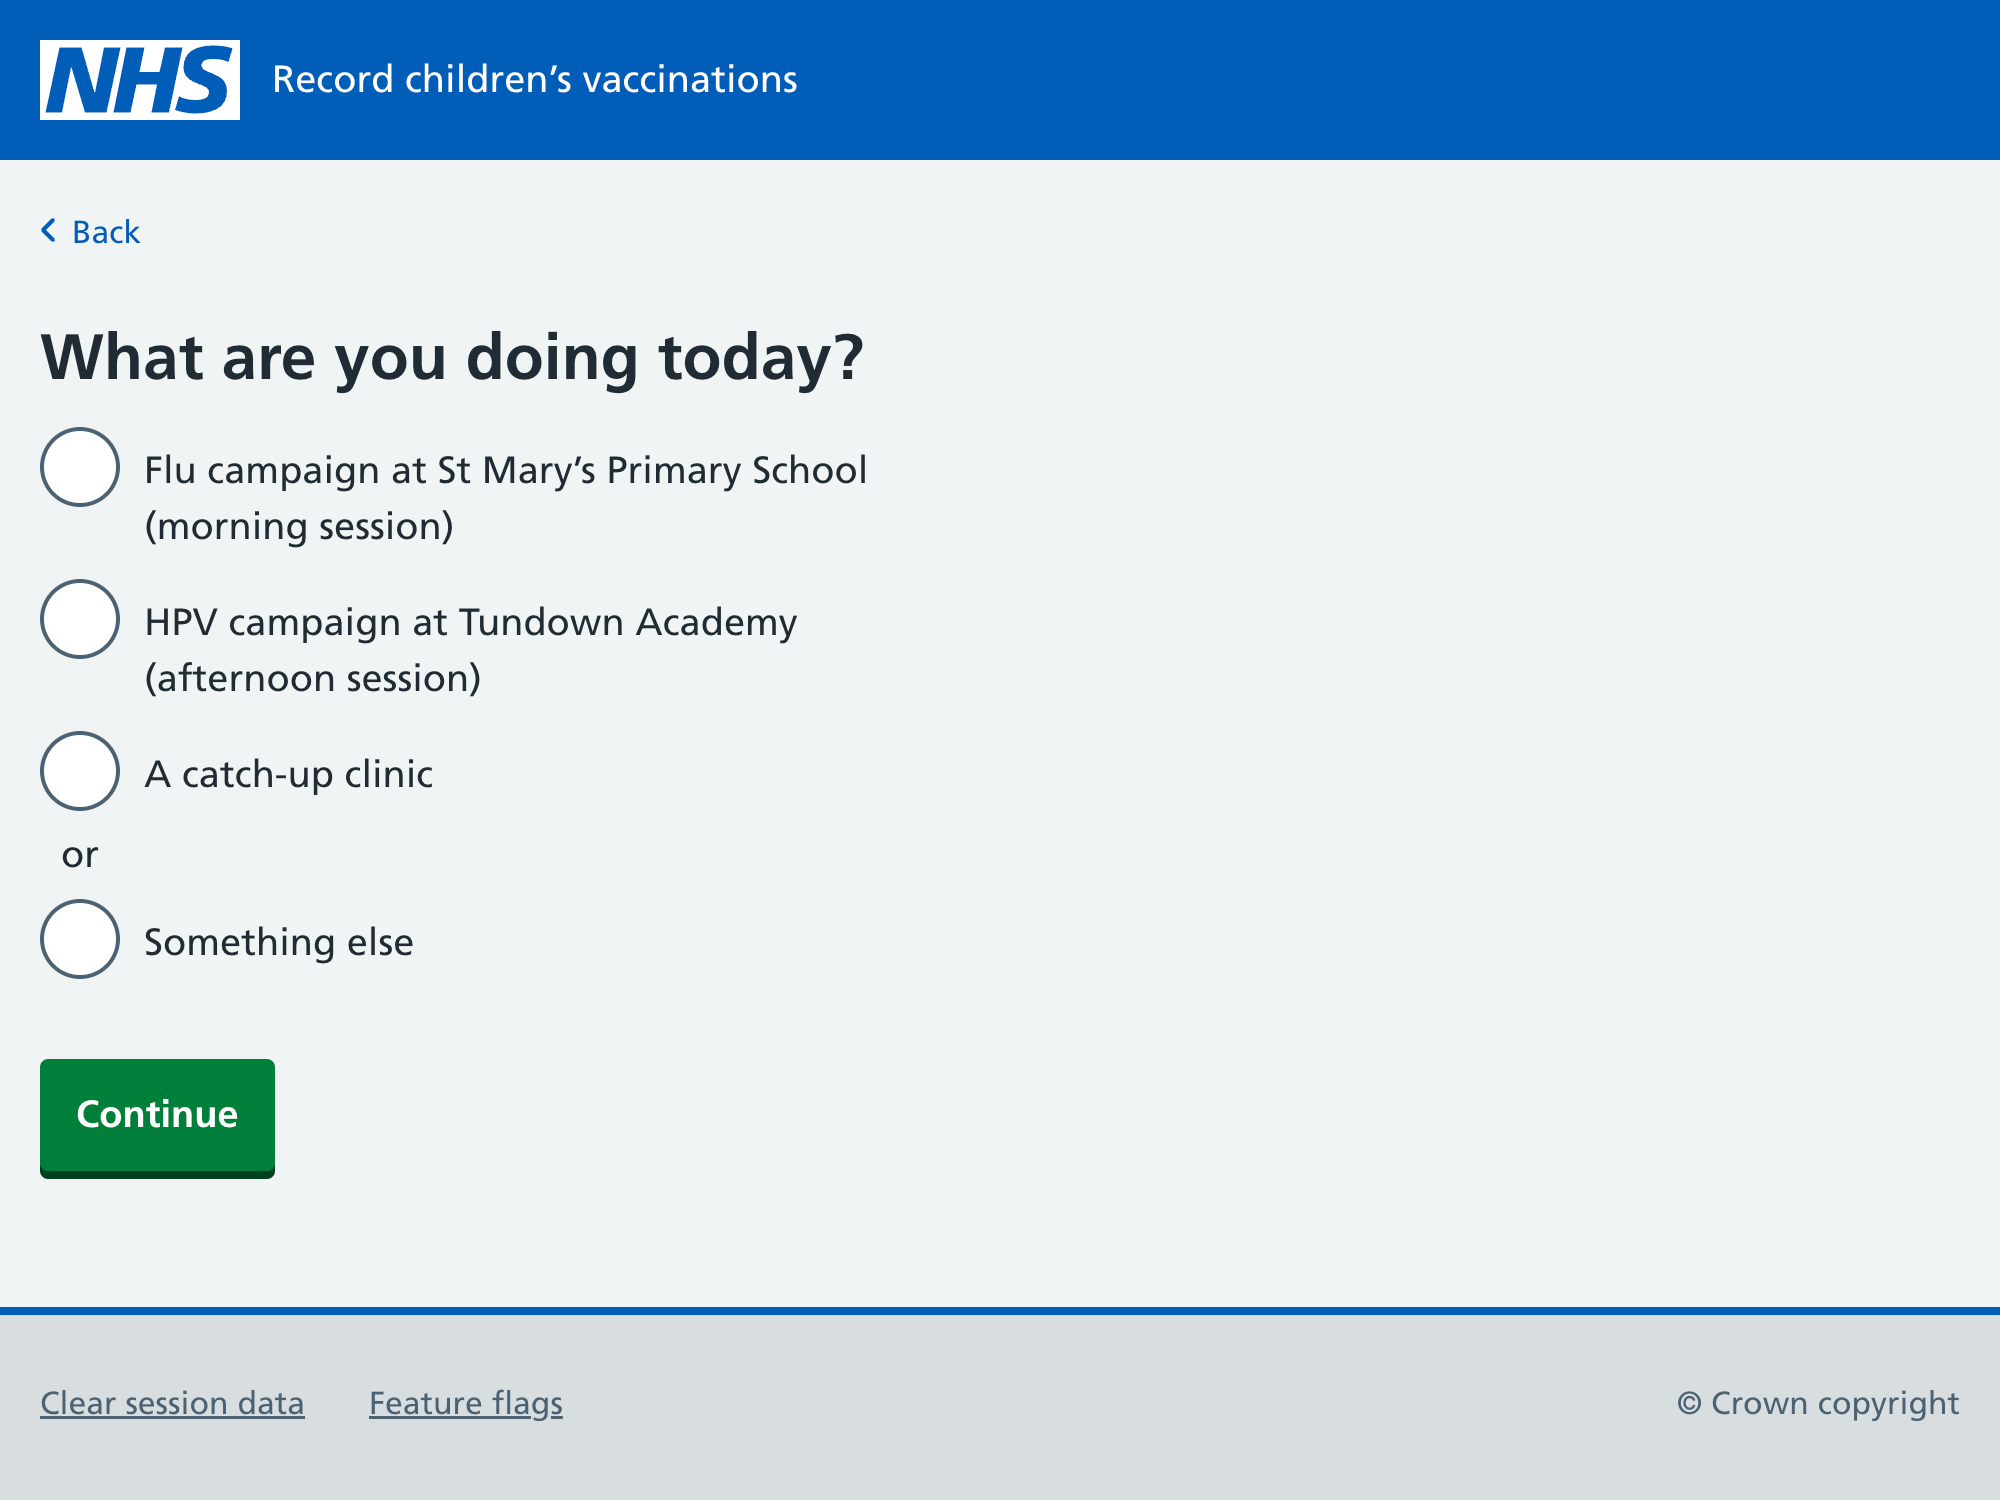 NHS Record children’s vaccinations
Back
What are you doing today?
Flu campaign at St Mary’s Primary School
(morning session)
HPV campaign at Tundown Academy
(afternoon session)
A catch-up clinic
or
Something else
Continue
Clear session data Feature flags © Crown copyright